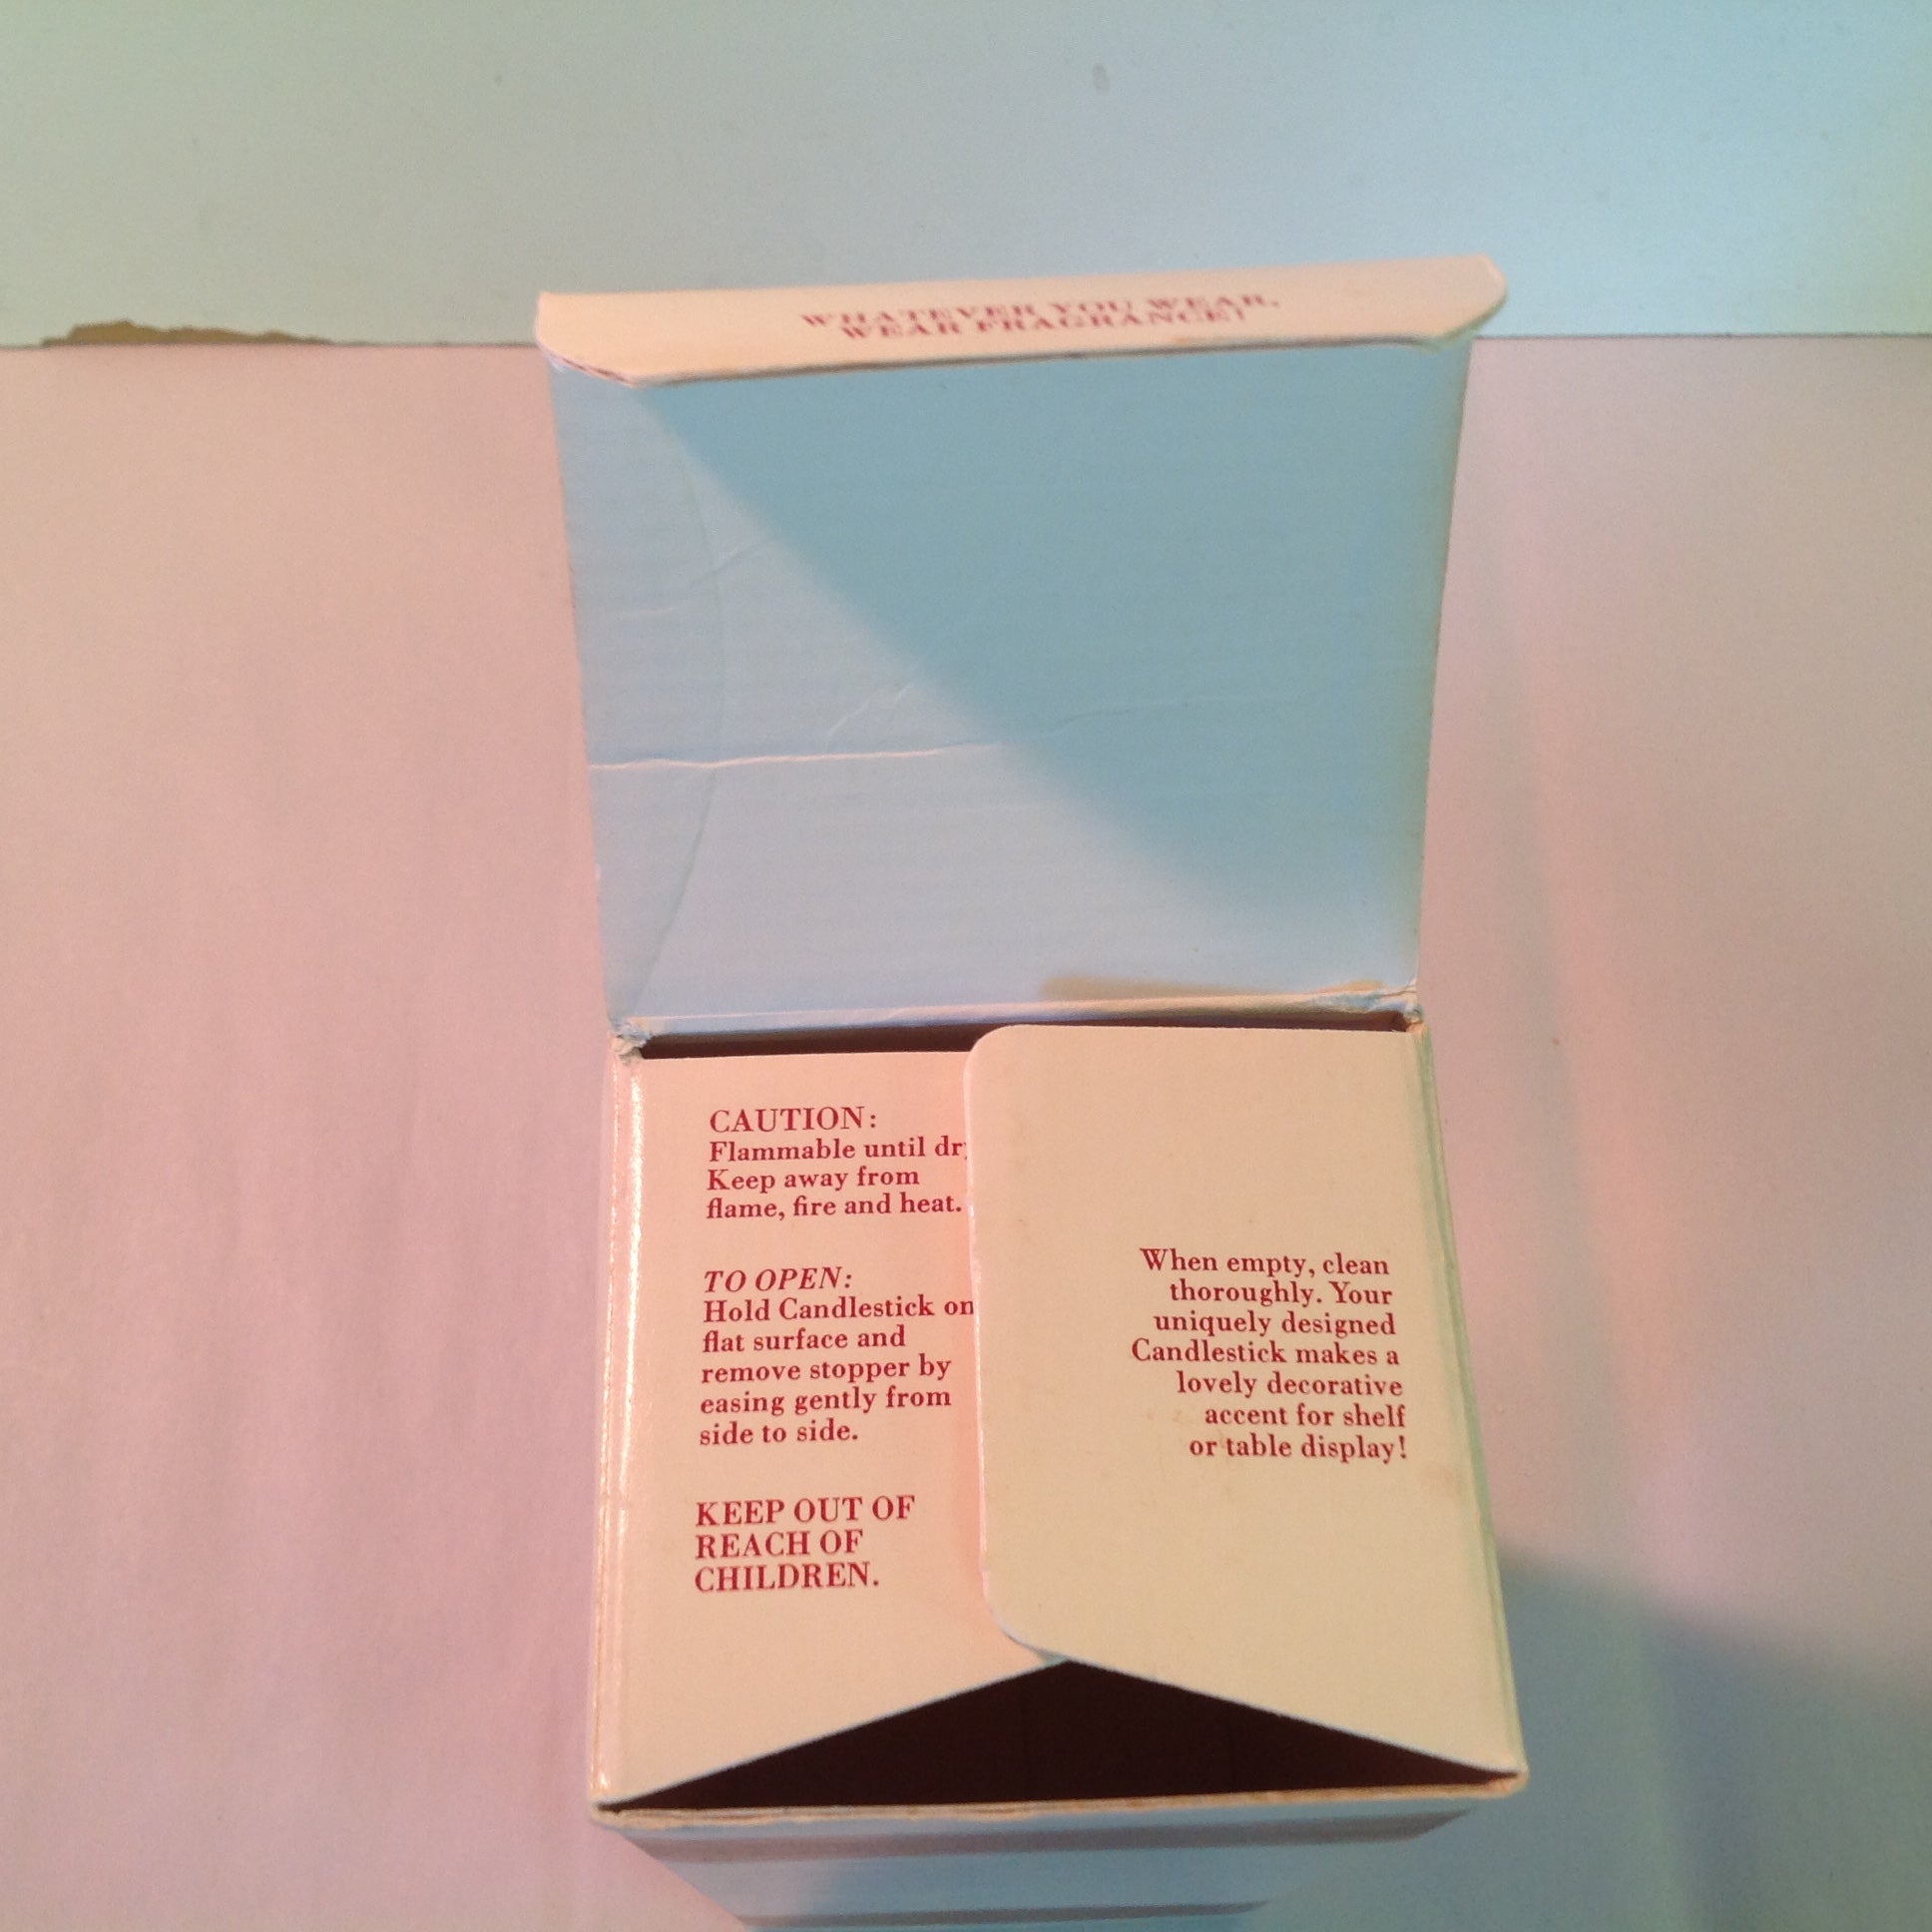 WHATEVER YOU WEAR,
WEAR FRAGRANCE!
CAUTION:
Flammable until
Keep away from
flame, fire and heat.
TO OPEN:
Hold Candlestick on
flat surface and
remove stopper by
easing gently from
side to side.
KEEP OUT OF
REACH OF
CHILDREN.
When empty, clean
thoroughly. Your
uniquely designed
Candlestick makes a
lovely decorative
accent for shelf
or table display!